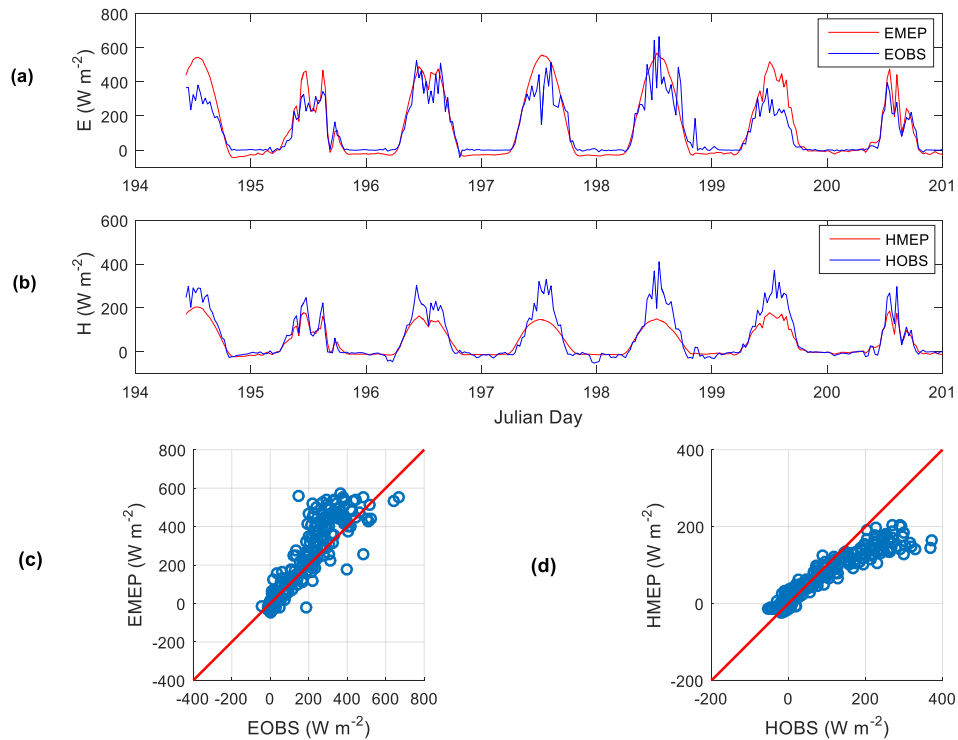 (a)
E (W m-2)
800
600
400
200
0
EMEP
EOBS
194 195 196 197 198 199 200 201
(b)
H (W m-2)
600
400
200
0
HMEP
HOBS
194 195 196 197 198 199 200 201
Julian Day
(c)
EMEP (W m-2)
800
600
400
200
0
-200
-400
-400 -200 0 200 400 600 800
EOBS (W m-2)
(d)
HMEP (W m-2)
400
200
0
-200
-200 0 200 400
HOBS (W m-2)